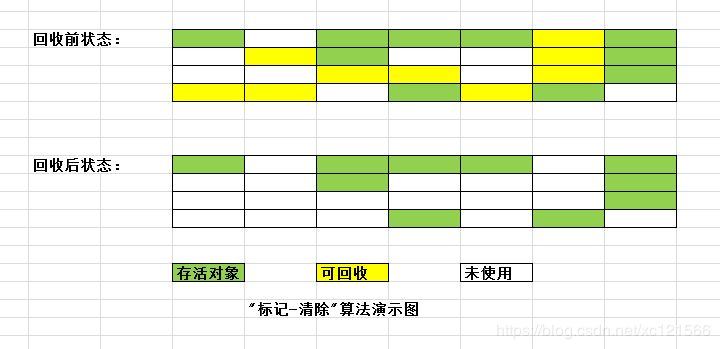 回收前状态：
回收后状态：
存活对象
可回收
未使用
"标记-清除"算法演示图
https://blog.csdn.net/xc121566